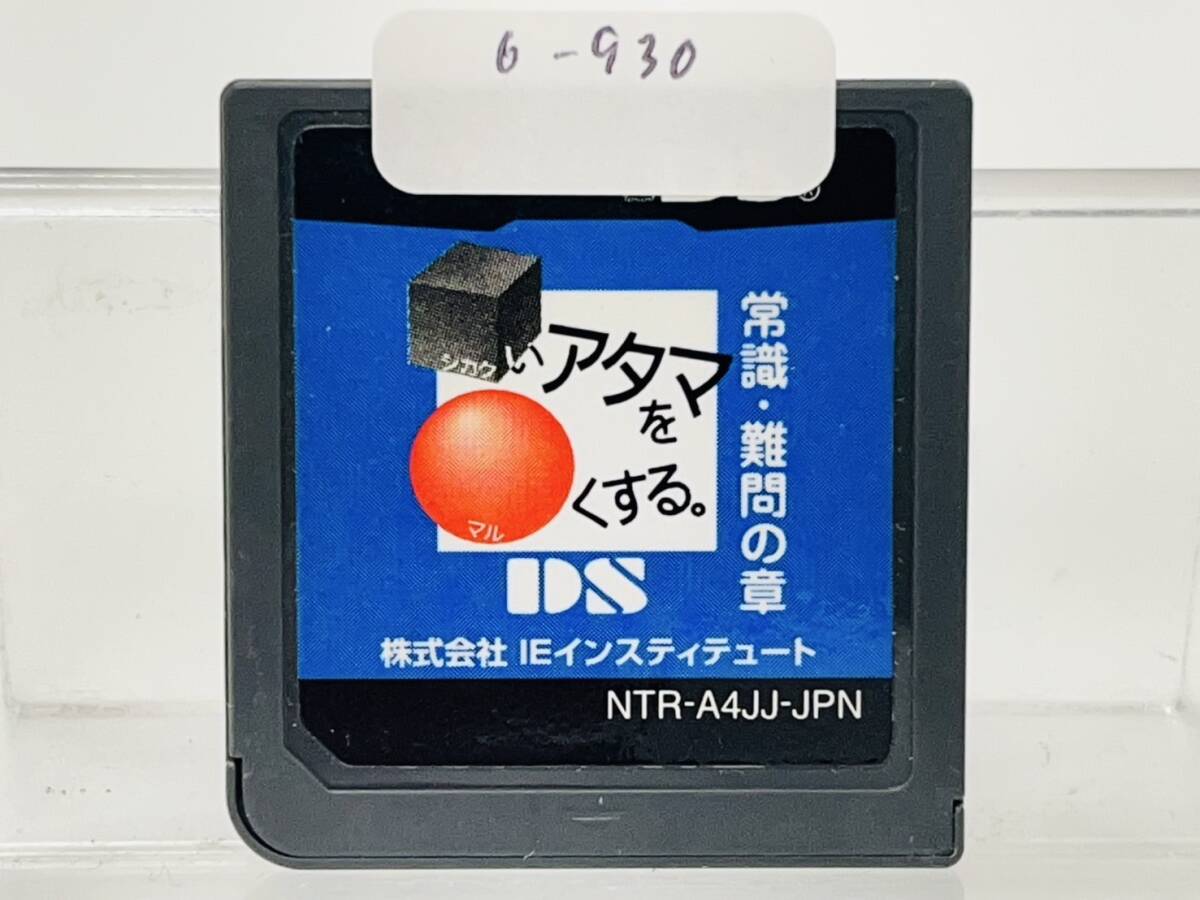 6-930
シカクいアタマ
を
マルくする。
常識・難問の章
DS
株式会社 IEインスティテュート
NTR-A4JJ-JPN